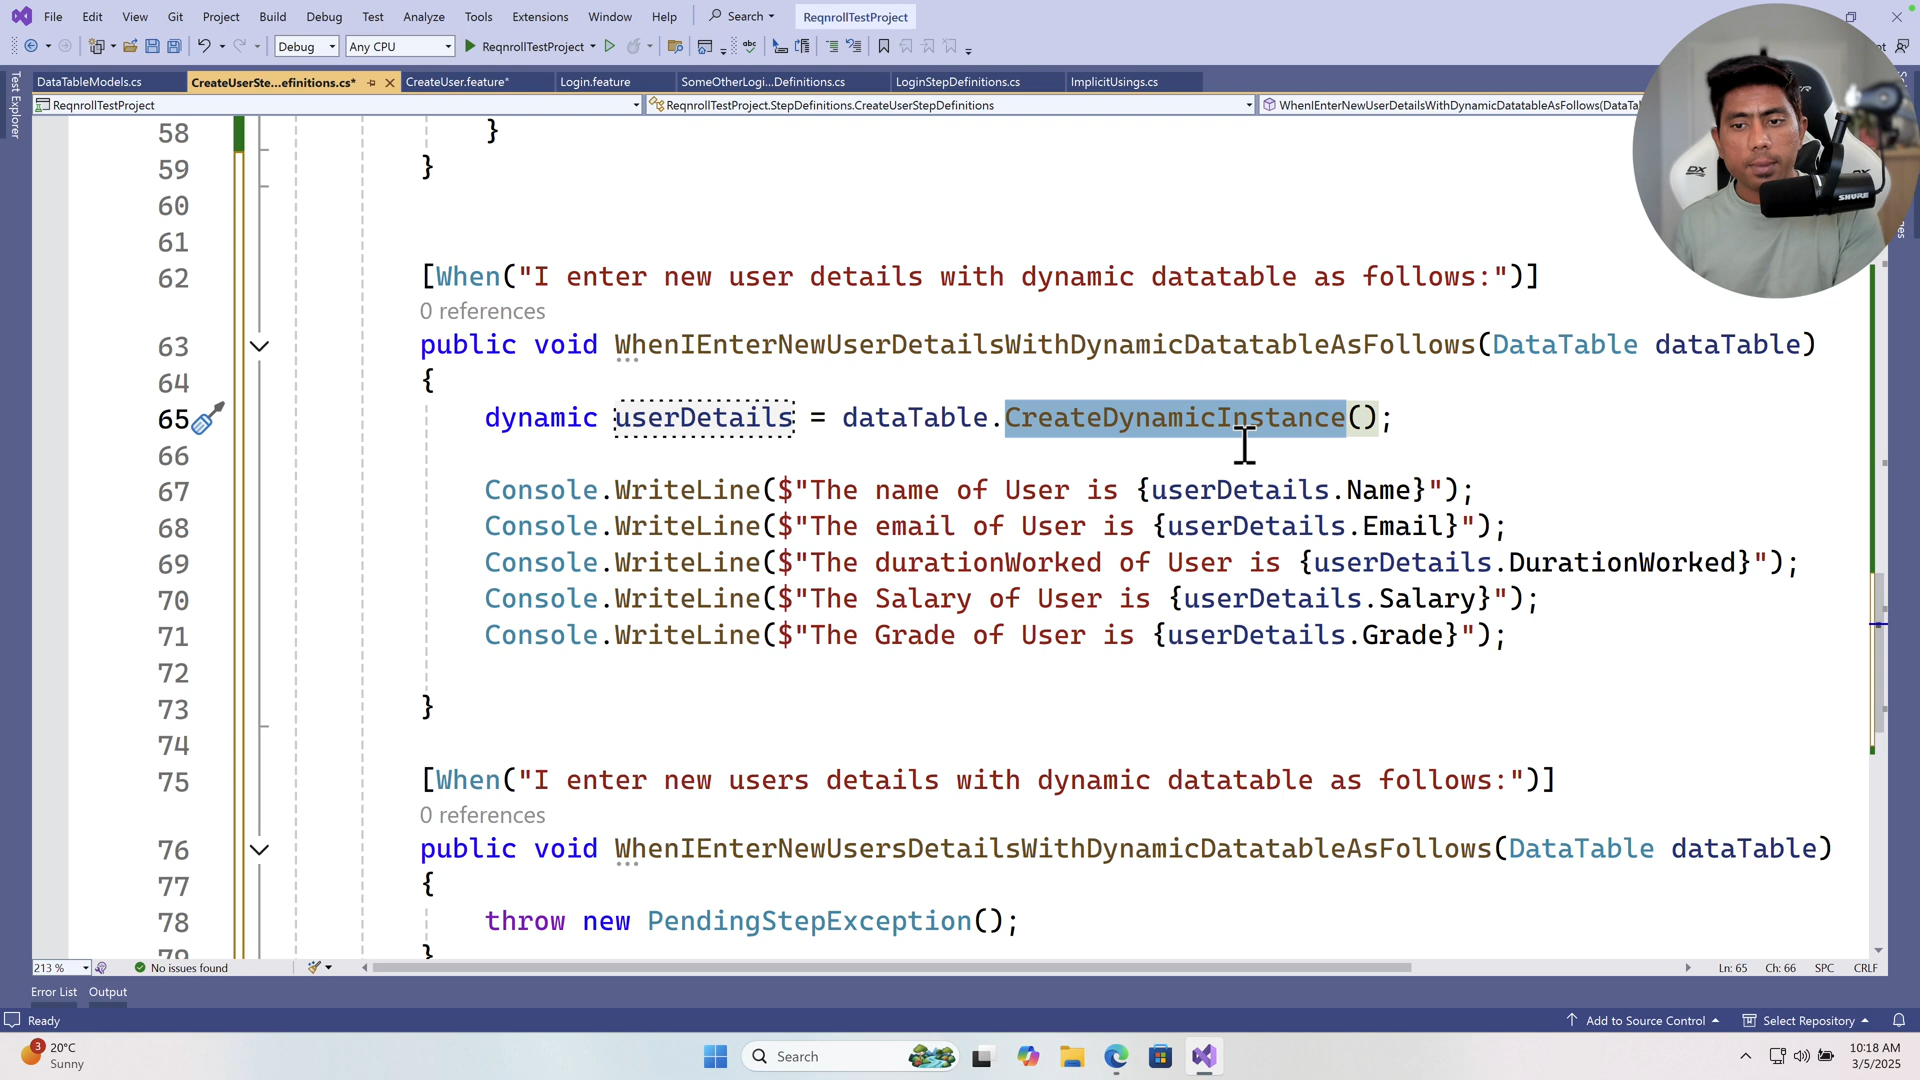 File Edit View Git Project Build Debug Test Analyze Tools Extensions Window Help Search ReqnrollTestProject
Debug Any CPU ReqnrollTestProject
DataTableModels.cs CreateUserSte...efinitions.cs* CreateUser.feature* Login.feature SomeOtherLogi...Definitions.cs LoginStepDefinitions.cs ImplicitUsings.cs
Test Explorer
ReqnrollTestProject ReqnrollTestProject.StepDefinitions.CreateUserStepDefinitions WhenIEnterNewUserDetailsWithDynamicDatatableAsFollows(DataTa
58 }
59 }
60
61
62 [When("I enter new user details with dynamic datatable as follows:")]
0 references
63 public void WhenIEnterNewUserDetailsWithDynamicDatatableAsFollows(DataTable dataTable)
64 {
65 dynamic userDetails = dataTable.CreateDynamicInstance();
66
67 Console.WriteLine($"The name of User is {userDetails.Name}");
68 Console.WriteLine($"The email of User is {userDetails.Email}");
69 Console.WriteLine($"The durationWorked of User is {userDetails.DurationWorked}");
70 Console.WriteLine($"The Salary of User is {userDetails.Salary}");
71 Console.WriteLine($"The Grade of User is {userDetails.Grade}");
72
73 }
74
75 [When("I enter new users details with dynamic datatable as follows:")]
0 references
76 public void WhenIEnterNewUsersDetailsWithDynamicDatatableAsFollows(DataTable dataTable)
77 {
78 throw new PendingStepException();
79 }
213 % No issues found Ln: 65 Ch: 66 SPC CRLF
Error List Output
Ready Add to Source Control Select Repository
3 20°C
Sunny
Search
10:18 AM
3/5/2025
SHURE